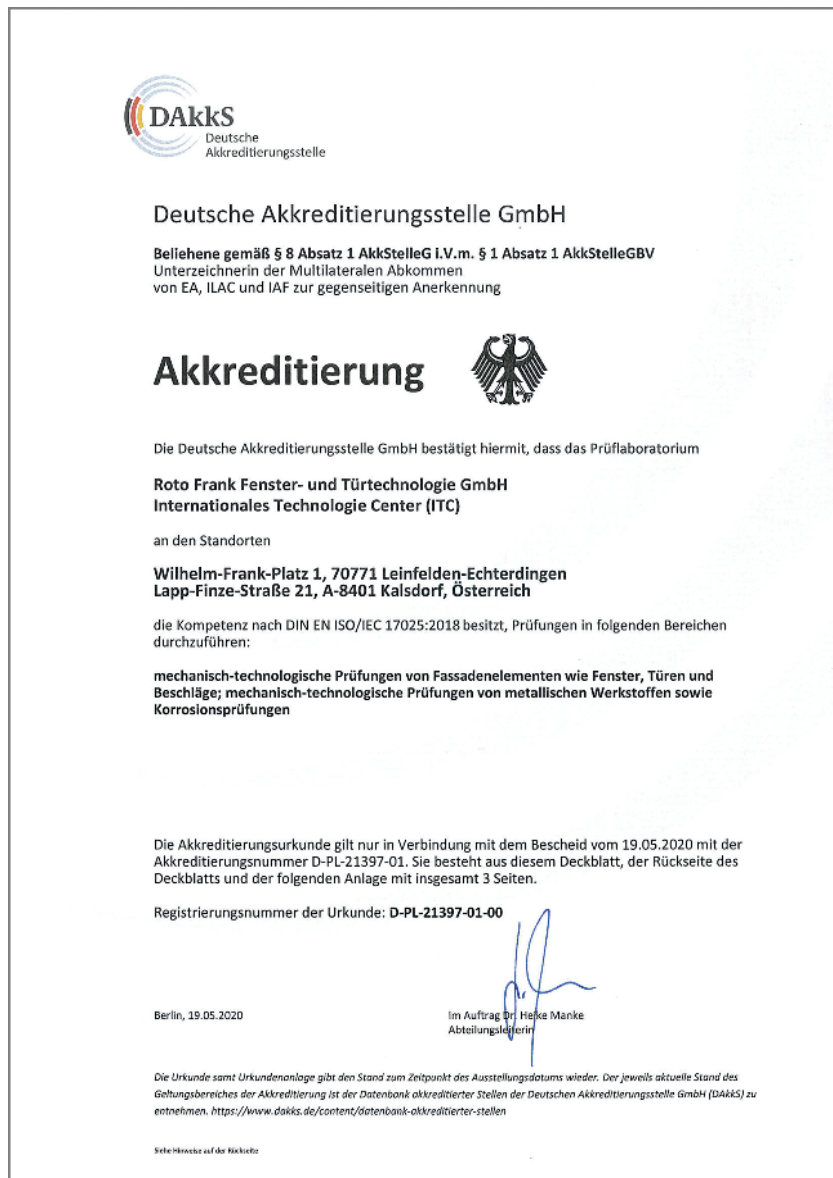 DAkkS
Deutsche
Akkreditierungsstelle
Deutsche Akkreditierungsstelle GmbH
Beliehene gemäß § 8 Absatz 1 AkkStelleG i.V.m. § 1 Absatz 1 AkkStelleGBV
Unterzeichnerin der Multilateralen Abkommen
von EA, ILAC und IAF zur gegenseitigen Anerkennung
Akkreditierung
Die Deutsche Akkreditierungsstelle GmbH bestätigt hiermit, dass das Prüflaboratorium
Roto Frank Fenster- und Türtechnologie GmbH
Internationales Technologie Center (ITC)
an den Standorten
Wilhelm-Frank-Platz 1, 70771 Leinfelden-Echterdingen
Lapp-Finze-Straße 21, A-8401 Kalsdorf, Österreich
die Kompetenz nach DIN EN ISO/IEC 17025:2018 besitzt, Prüfungen in folgenden Bereichen
durchzuführen:
mechanisch-technologische Prüfungen von Fassadenelementen wie Fenster, Türen und
Beschläge; mechanisch-technologische Prüfungen von metallischen Werkstoffen sowie
Korrosionsprüfungen
Die Akkreditierungsurkunde gilt nur in Verbindung mit dem Bescheid vom 19.05.2020 mit der
Akkreditierungsnummer D-PL-21397-01. Sie besteht aus diesem Deckblatt, der Rückseite des
Deckblatts und der folgenden Anlage mit insgesamt 3 Seiten.
Registrierungsnummer der Urkunde: D-PL-21397-01-00
Berlin, 19.05.2020
Im Auftrag Dr. Heike Manke
Abteilungsleiterin
Die Urkunde samt Urkundenanlage gibt den Stand zum Zeitpunkt des Ausstellungsdatums wieder. Der jeweils aktuelle Stand des
Geltungsbereiches der Akkreditierung ist der Datenbank akkreditierter Stellen der Deutschen Akkreditierungsstelle GmbH (DAkkS) zu
entnehmen. https://www.dakks.de/content/datenbank-akkreditierter-stellen
Siehe Hinweise auf der Rückseite